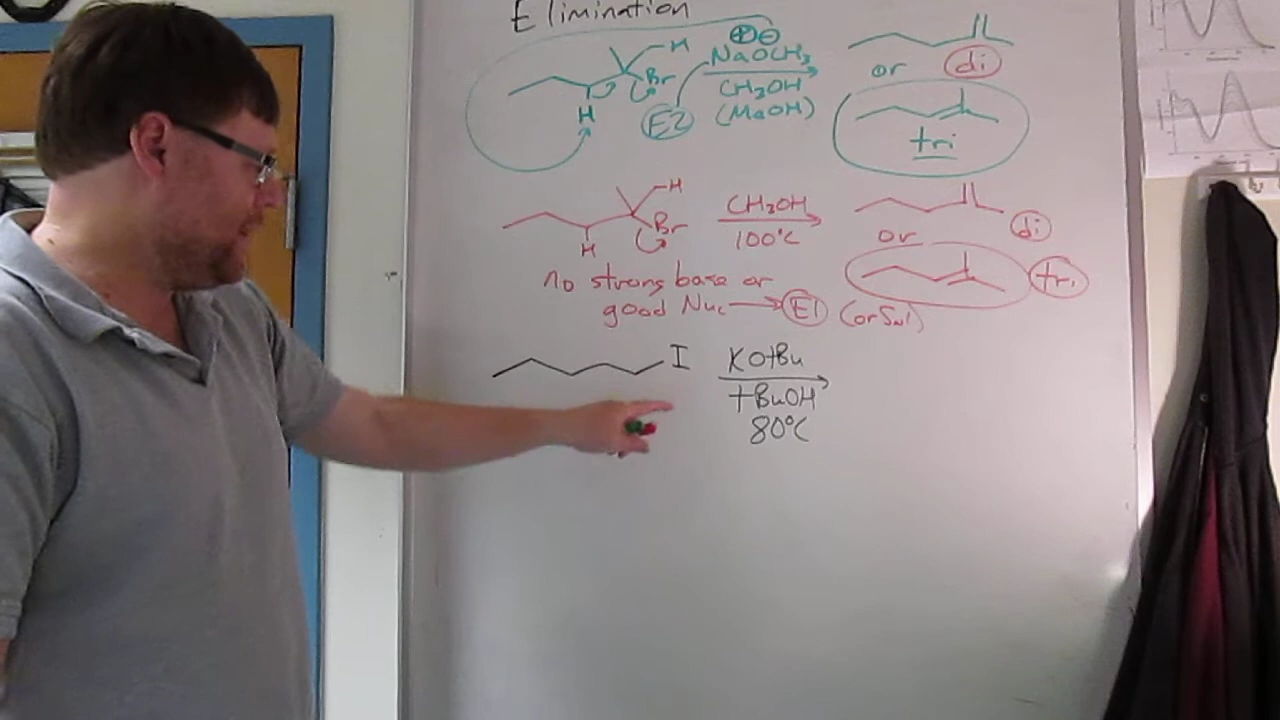 Elimination
⊕⊖
H
NaOCH3
Br
or
di
H
E2
CH3OH
(MeOH)
tri
H
CH3OH
Br
or
di
H
100°C
tri
no strong base or
good Nuc → E1 (or SN1)
I
KOtBu
tBuOH
80°C